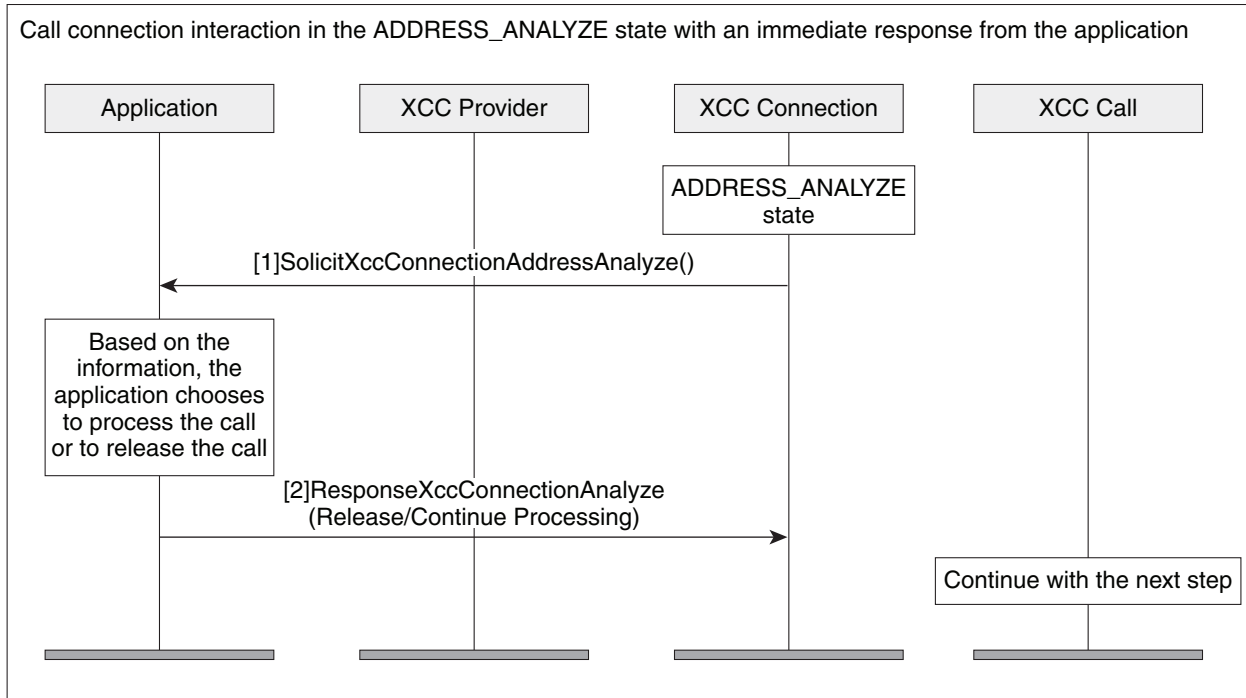 Call connection interaction in the ADDRESS_ANALYZE state with an immediate response from the application
Application
XCC Provider
XCC Connection
XCC Call
ADDRESS_ANALYZE
state
[1]SolicitXccConnectionAddressAnalyze()
Based on the
information, the
application chooses
to process the call
or to release the call
[2]ResponseXccConnectionAnalyze
(Release/Continue Processing)
Continue with the next step